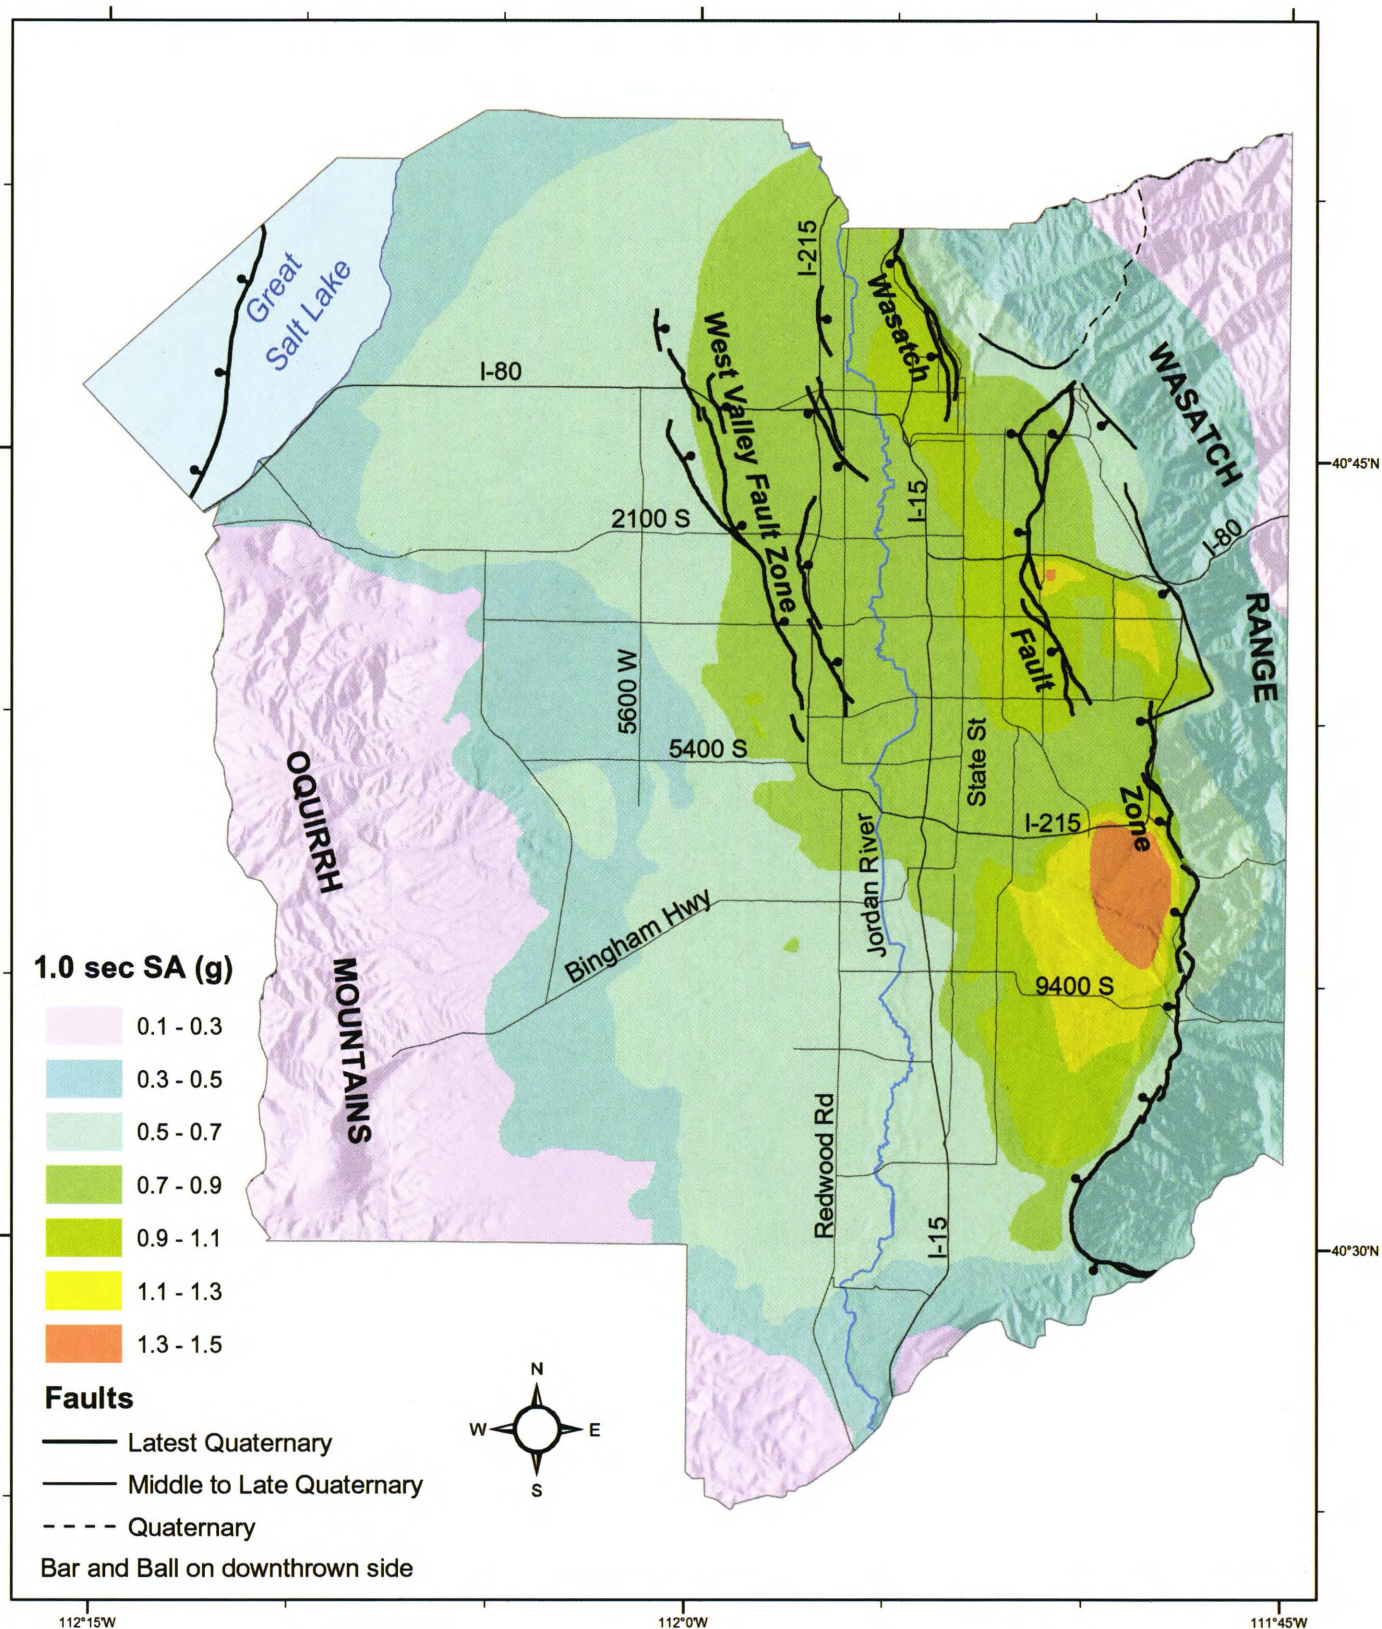 I-215
Great
Salt Lake
Wasatch
West Valley Fault Zone
WASATCH
I-80
40°45'N
I-15
2100 S
I-80
RANGE
Fault
5600 W
State St
5400 S
OQUIRRH
Zone
I-215
Jordan River
Bingham Hwy
1.0 sec SA (g)
MOUNTAINS
9400 S
0.1 - 0.3
0.3 - 0.5
0.5 - 0.7
Redwood Rd
0.7 - 0.9
0.9 - 1.1
I-15
40°30'N
1.1 - 1.3
1.3 - 1.5
Faults
N
W
E
S
Latest Quaternary
Middle to Late Quaternary
Quaternary
Bar and Ball on downthrown side
112°15'W
112°0'W
111°45'W